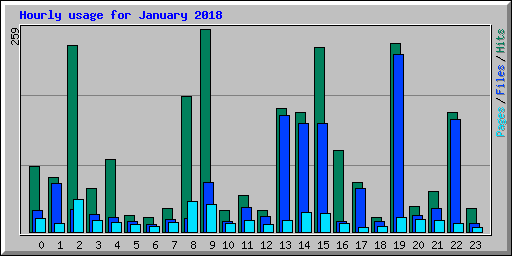 Hourly usage for January 2018
259
Pages/Files/Hits
0 1 2 3 4 5 6 7 8 9 10 11 12 13 14 15 16 17 18 19 20 21 22 23